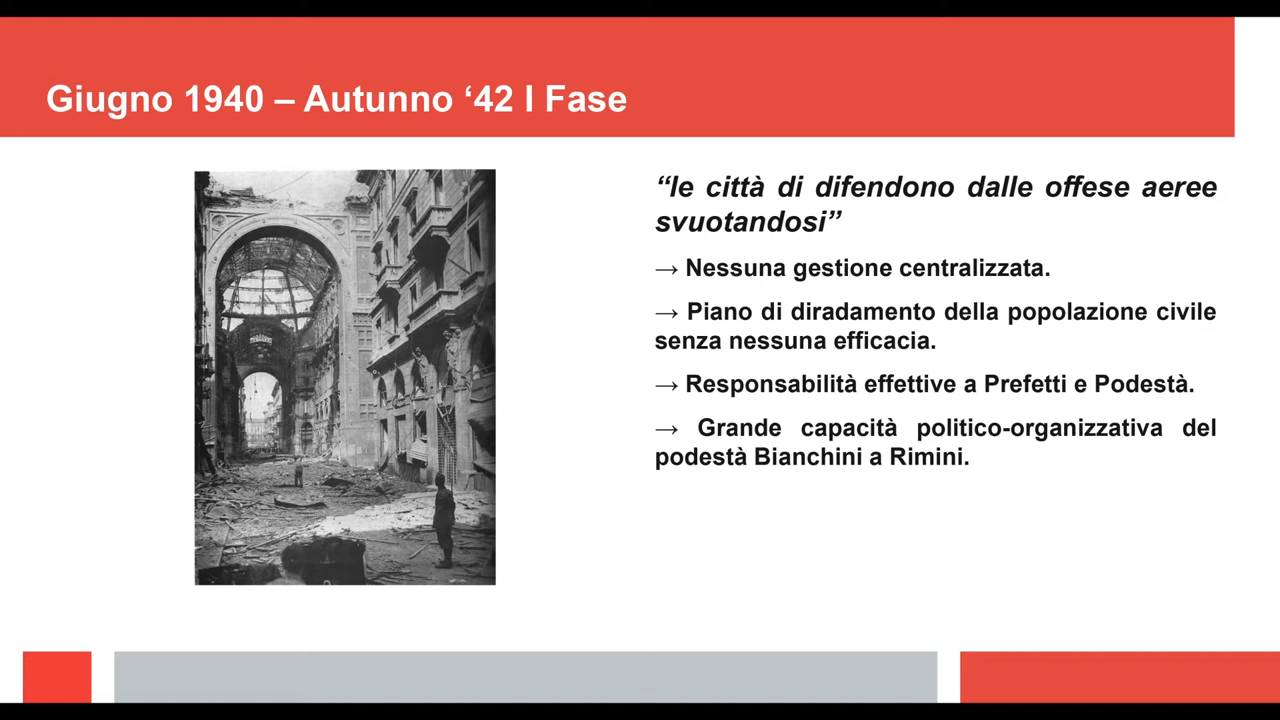 Giugno 1940 – Autunno ‘42 I Fase
“le città di difendono dalle offese aeree
svuotandosi”
→ Nessuna gestione centralizzata.
→ Piano di diradamento della popolazione civile
senza nessuna efficacia.
→ Responsabilità effettive a Prefetti e Podestà.
→ Grande capacità politico-organizzativa del
podestà Bianchini a Rimini.